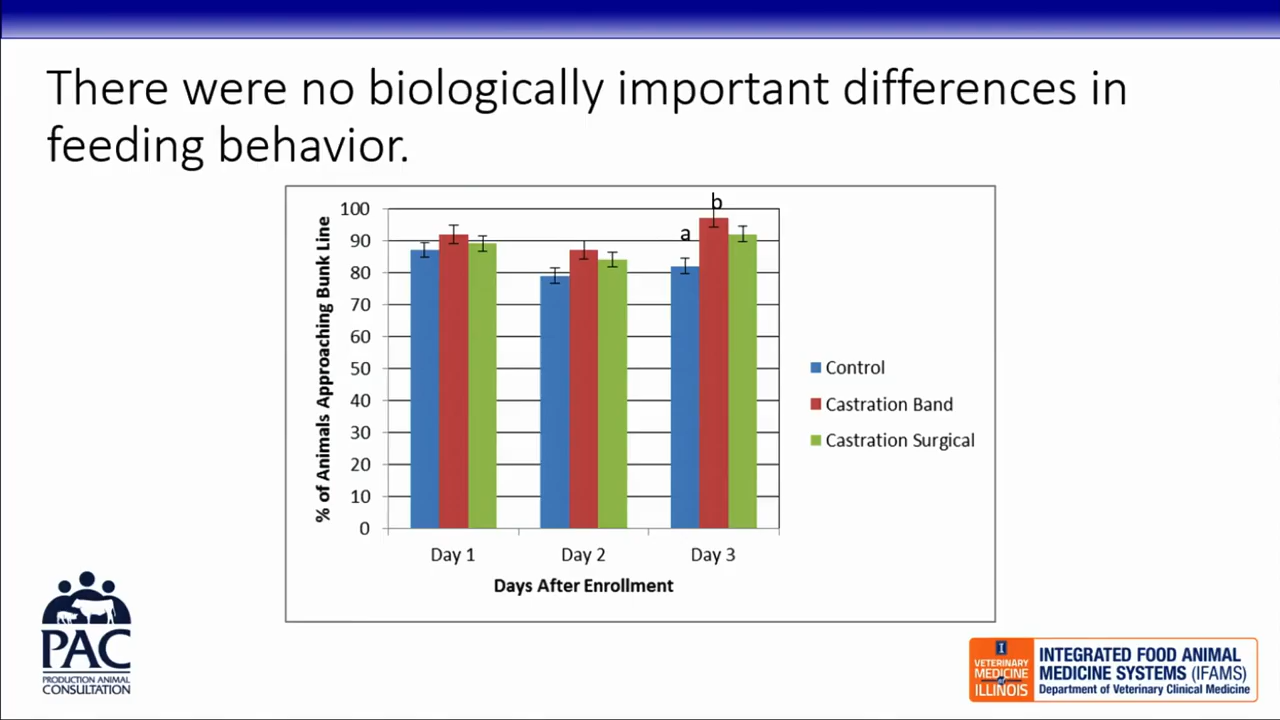 There were no biologically important differences in
feeding behavior.
% of Animals Approaching Bunk Line
100
90
80
70
60
50
40
30
20
10
0
a
b
Day 1 Day 2 Day 3
Days After Enrollment
Control
Castration Band
Castration Surgical
PAC
PRODUCTION ANIMAL
CONSULTATION
I
VETERINARY
MEDICINE
at
ILLINOIS
INTEGRATED FOOD ANIMAL
MEDICINE SYSTEMS (IFAMS)
Department of Veterinary Clinical Medicine